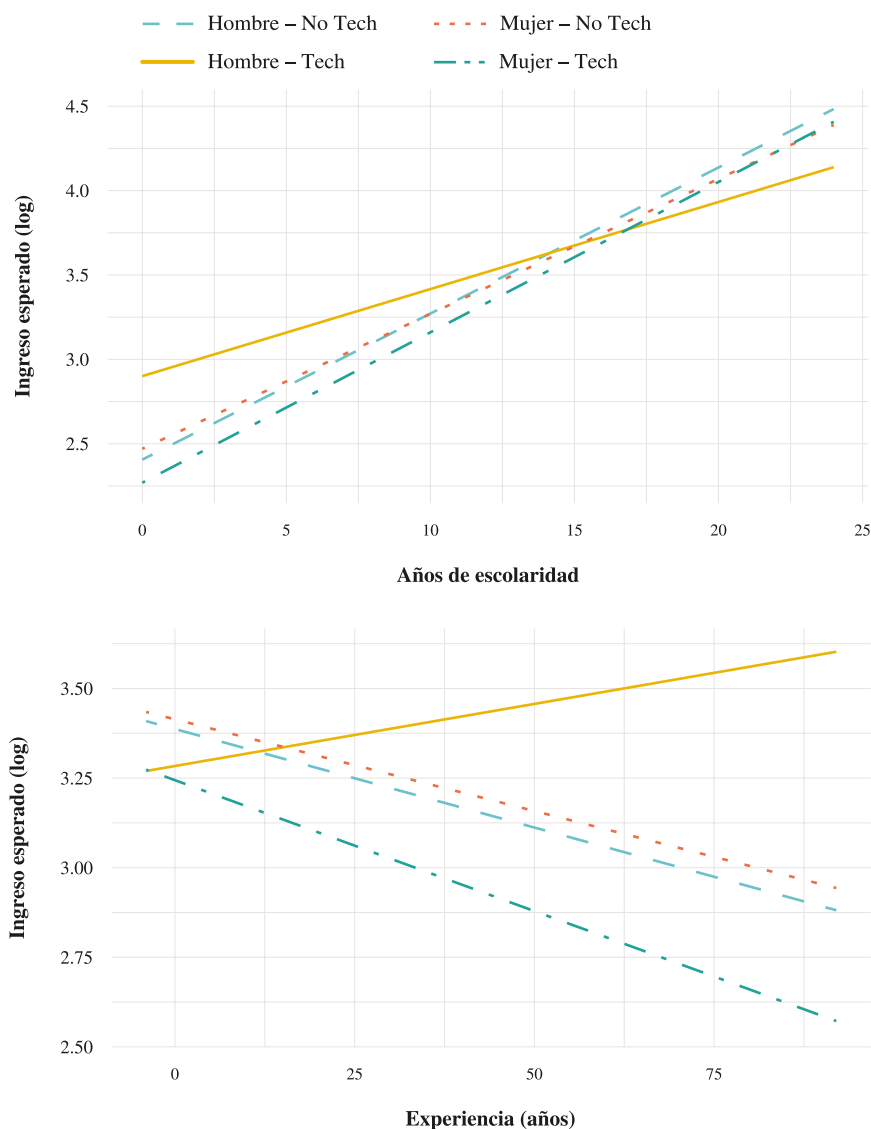 Hombre – No Tech
Mujer – No Tech
Hombre – Tech
Mujer – Tech
4.5
4.0
3.5
3.0
2.5
Ingreso esperado (log)
0 5 10 15 20 25
Años de escolaridad
3.50
3.25
3.00
2.75
2.50
Ingreso esperado (log)
0 25 50 75
Experiencia (años)